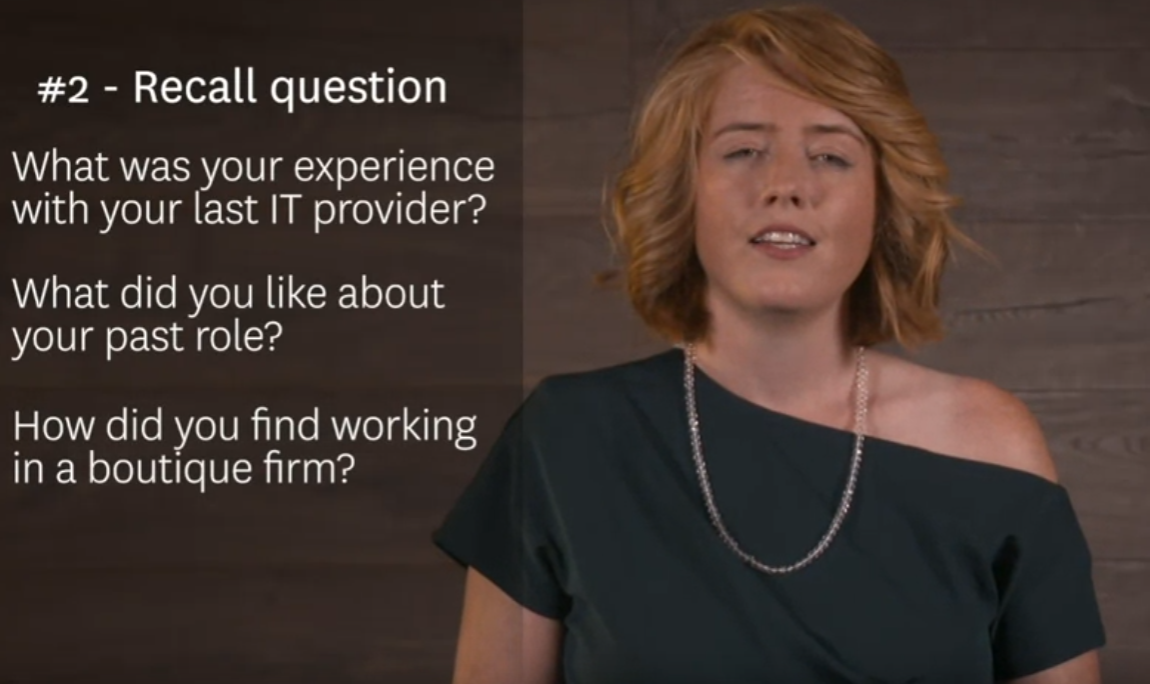 #2 - Recall question
What was your experience
with your last IT provider?
What did you like about
your past role?
How did you find working
in a boutique firm?